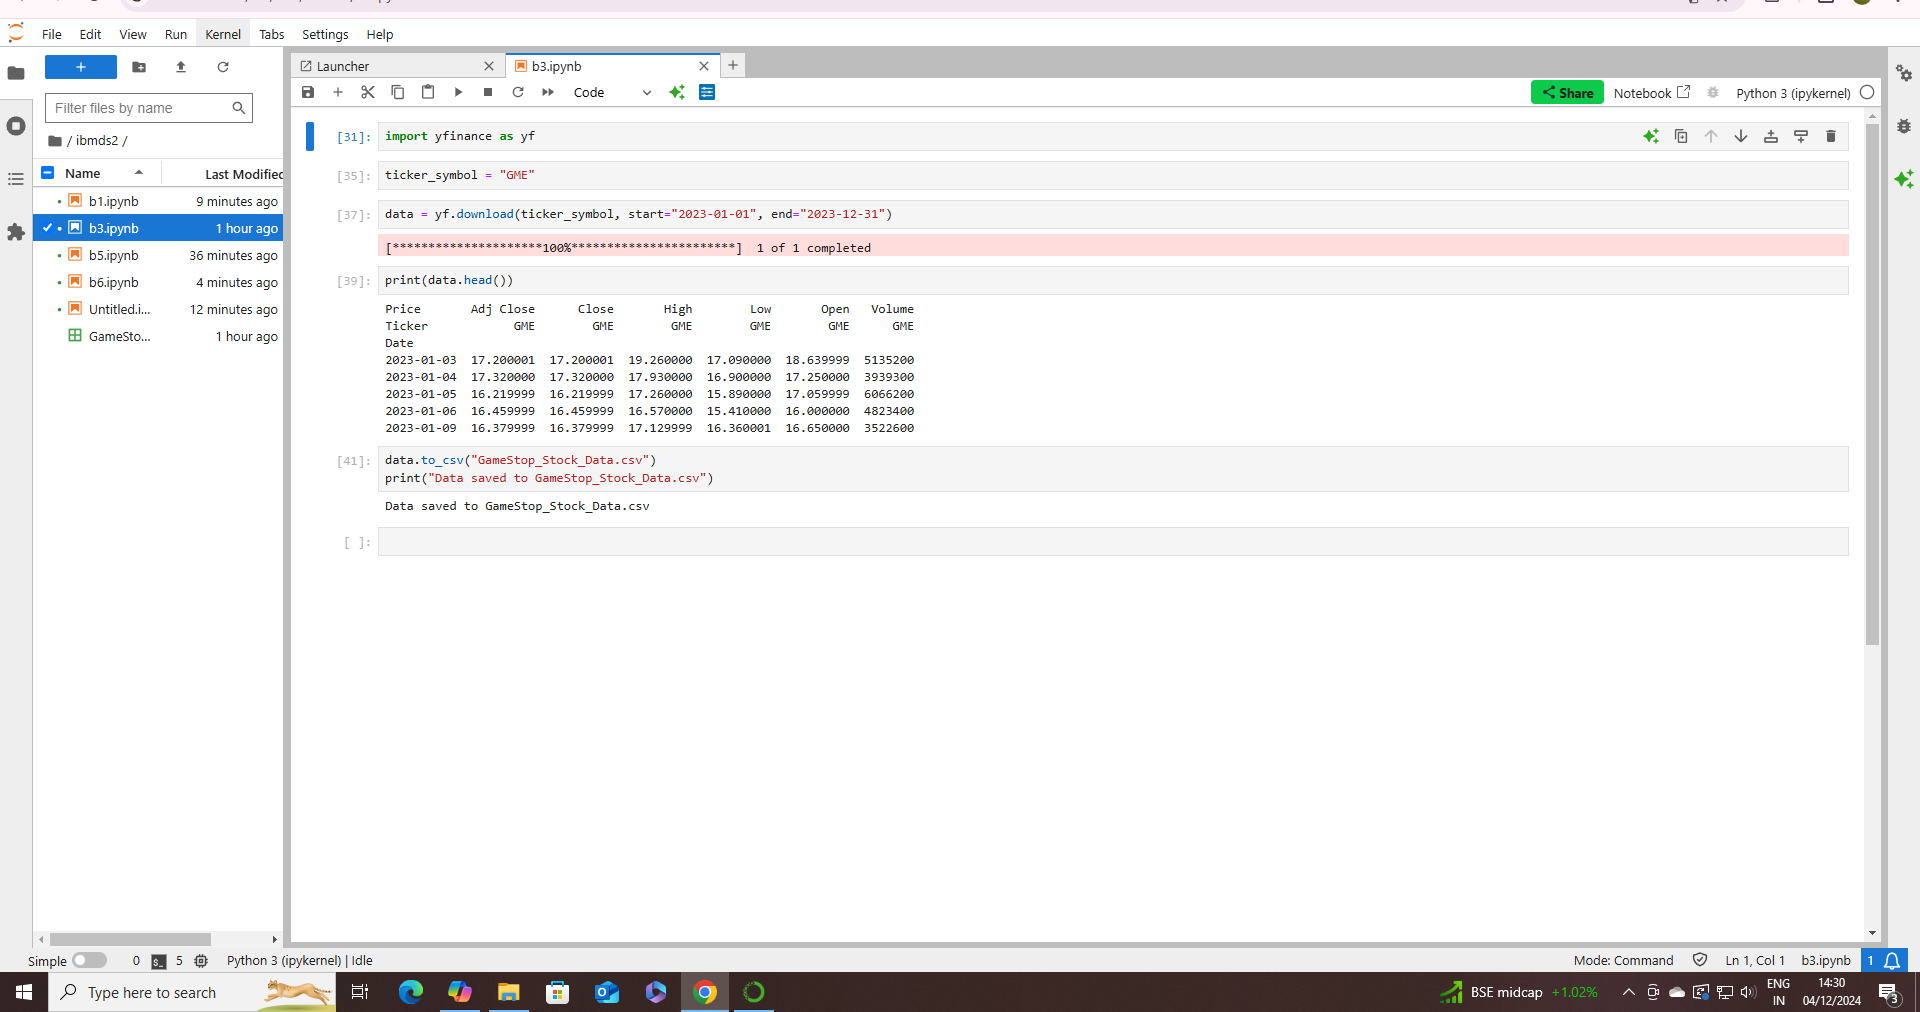 File Edit View Run Kernel Tabs Settings Help
Launcher b3.ipynb
Filter files by name
Code Share Notebook Python 3 (ipykernel)
/ ibmds2 /
Name Last Modified
b1.ipynb 9 minutes ago
b3.ipynb 1 hour ago
b5.ipynb 36 minutes ago
b6.ipynb 4 minutes ago
Untitled.i... 12 minutes ago
GameSto... 1 hour ago
[31]: import yfinance as yf
[35]: ticker_symbol = "GME"
[37]: data = yf.download(ticker_symbol, start="2023-01-01", end="2023-12-31")
[*********************100%***********************]  1 of 1 completed
[39]: print(data.head())
Price Adj Close Close High Low Open Volume
Ticker GME GME GME GME GME GME
Date
2023-01-03 17.200001 17.200001 19.260000 17.090000 18.639999 5135200
2023-01-04 17.320000 17.320000 17.930000 16.900000 17.250000 3939300
2023-01-05 16.219999 16.219999 17.260000 15.890000 17.059999 6066200
2023-01-06 16.459999 16.459999 16.570000 15.410000 16.000000 4823400
2023-01-09 16.379999 16.379999 17.129999 16.360001 16.650000 3522600
[41]: data.to_csv("GameStop_Stock_Data.csv")
print("Data saved to GameStop_Stock_Data.csv")
Data saved to GameStop_Stock_Data.csv
[ ]:
Simple 0 5 Python 3 (ipykernel) | Idle Mode: Command Ln 1, Col 1 b3.ipynb 1
Type here to search BSE midcap +1.02% ENG IN 14:30 04/12/2024 3